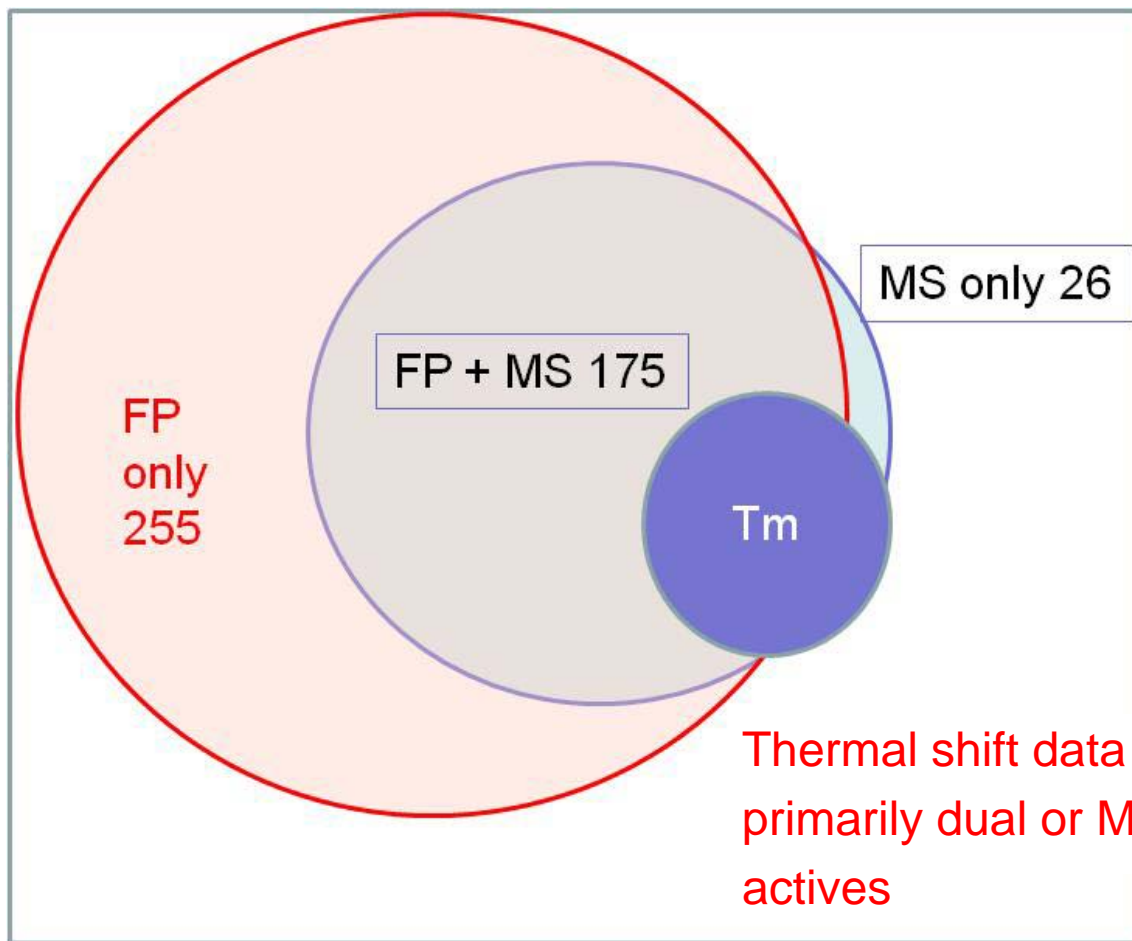 MS only 26
FP + MS 175
FP
only
255
Tm
Thermal shift data
primarily dual or M
actives